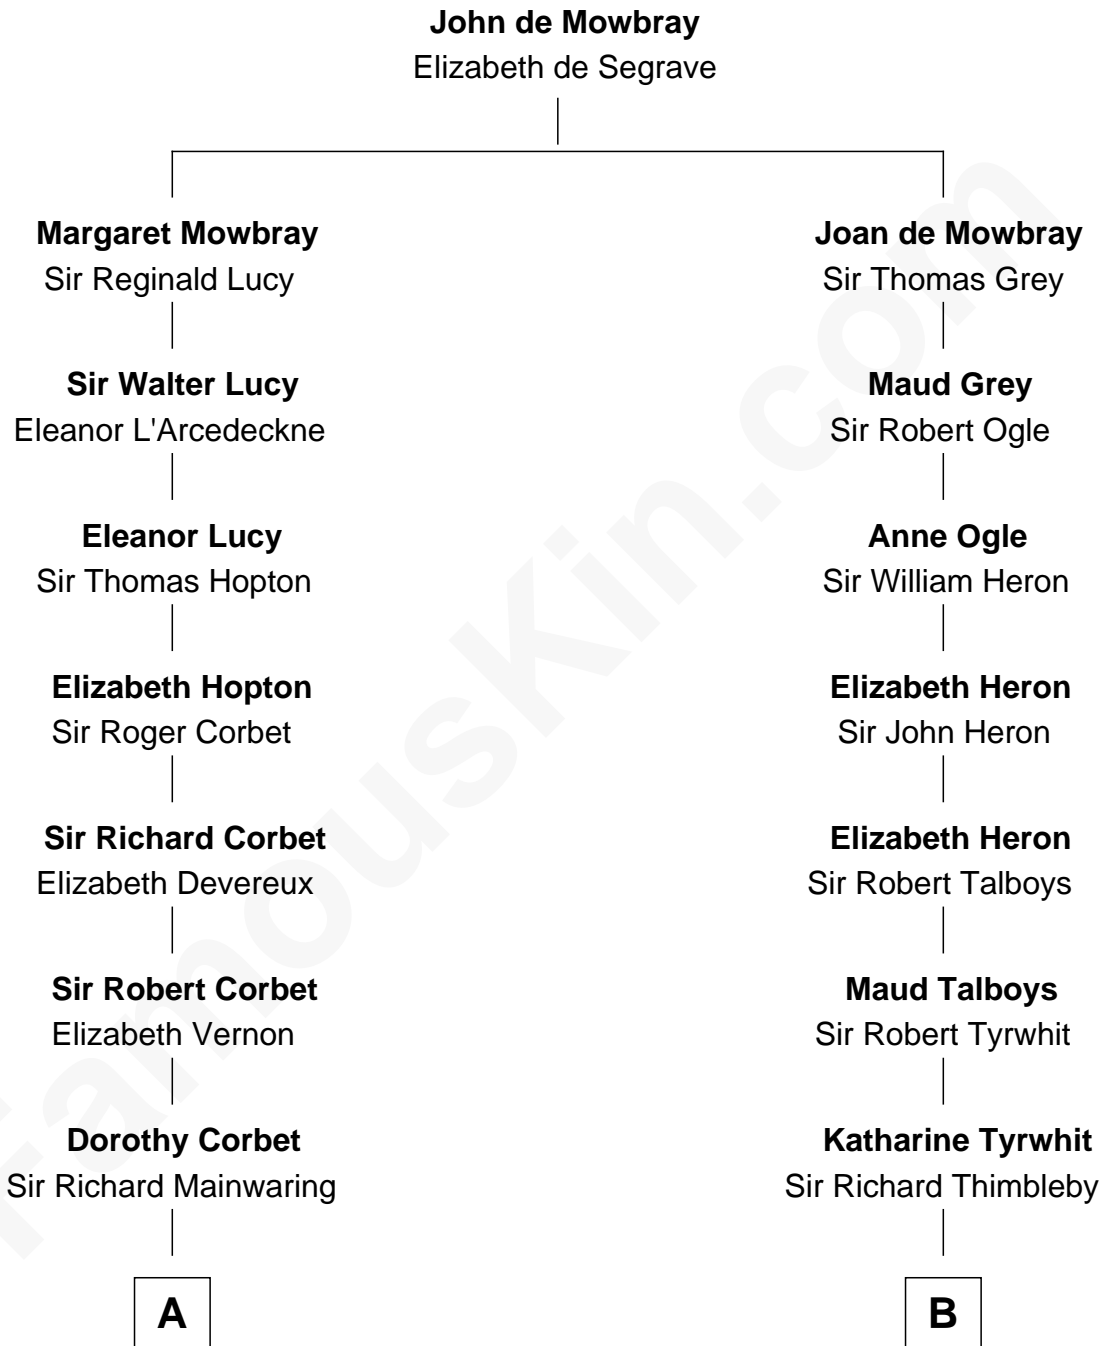 John de Mowbray
Elizabeth de Segrave
Margaret Mowbray
Sir Reginald Lucy
Sir Walter Lucy
Eleanor L'Arcedeckne
Eleanor Lucy
Sir Thomas Hopton
Elizabeth Hopton
Sir Roger Corbet
Sir Richard Corbet
Elizabeth Devereux
Sir Robert Corbet
Elizabeth Vernon
Dorothy Corbet
Sir Richard Mainwaring
A
Joan de Mowbray
Sir Thomas Grey
Maud Grey
Sir Robert Ogle
Anne Ogle
Sir William Heron
Elizabeth Heron
Sir John Heron
Elizabeth Heron
Sir Robert Talboys
Maud Talboys
Sir Robert Tyrwhit
Katharine Tyrwhit
Sir Richard Thimbleby
B
FamousKin.com